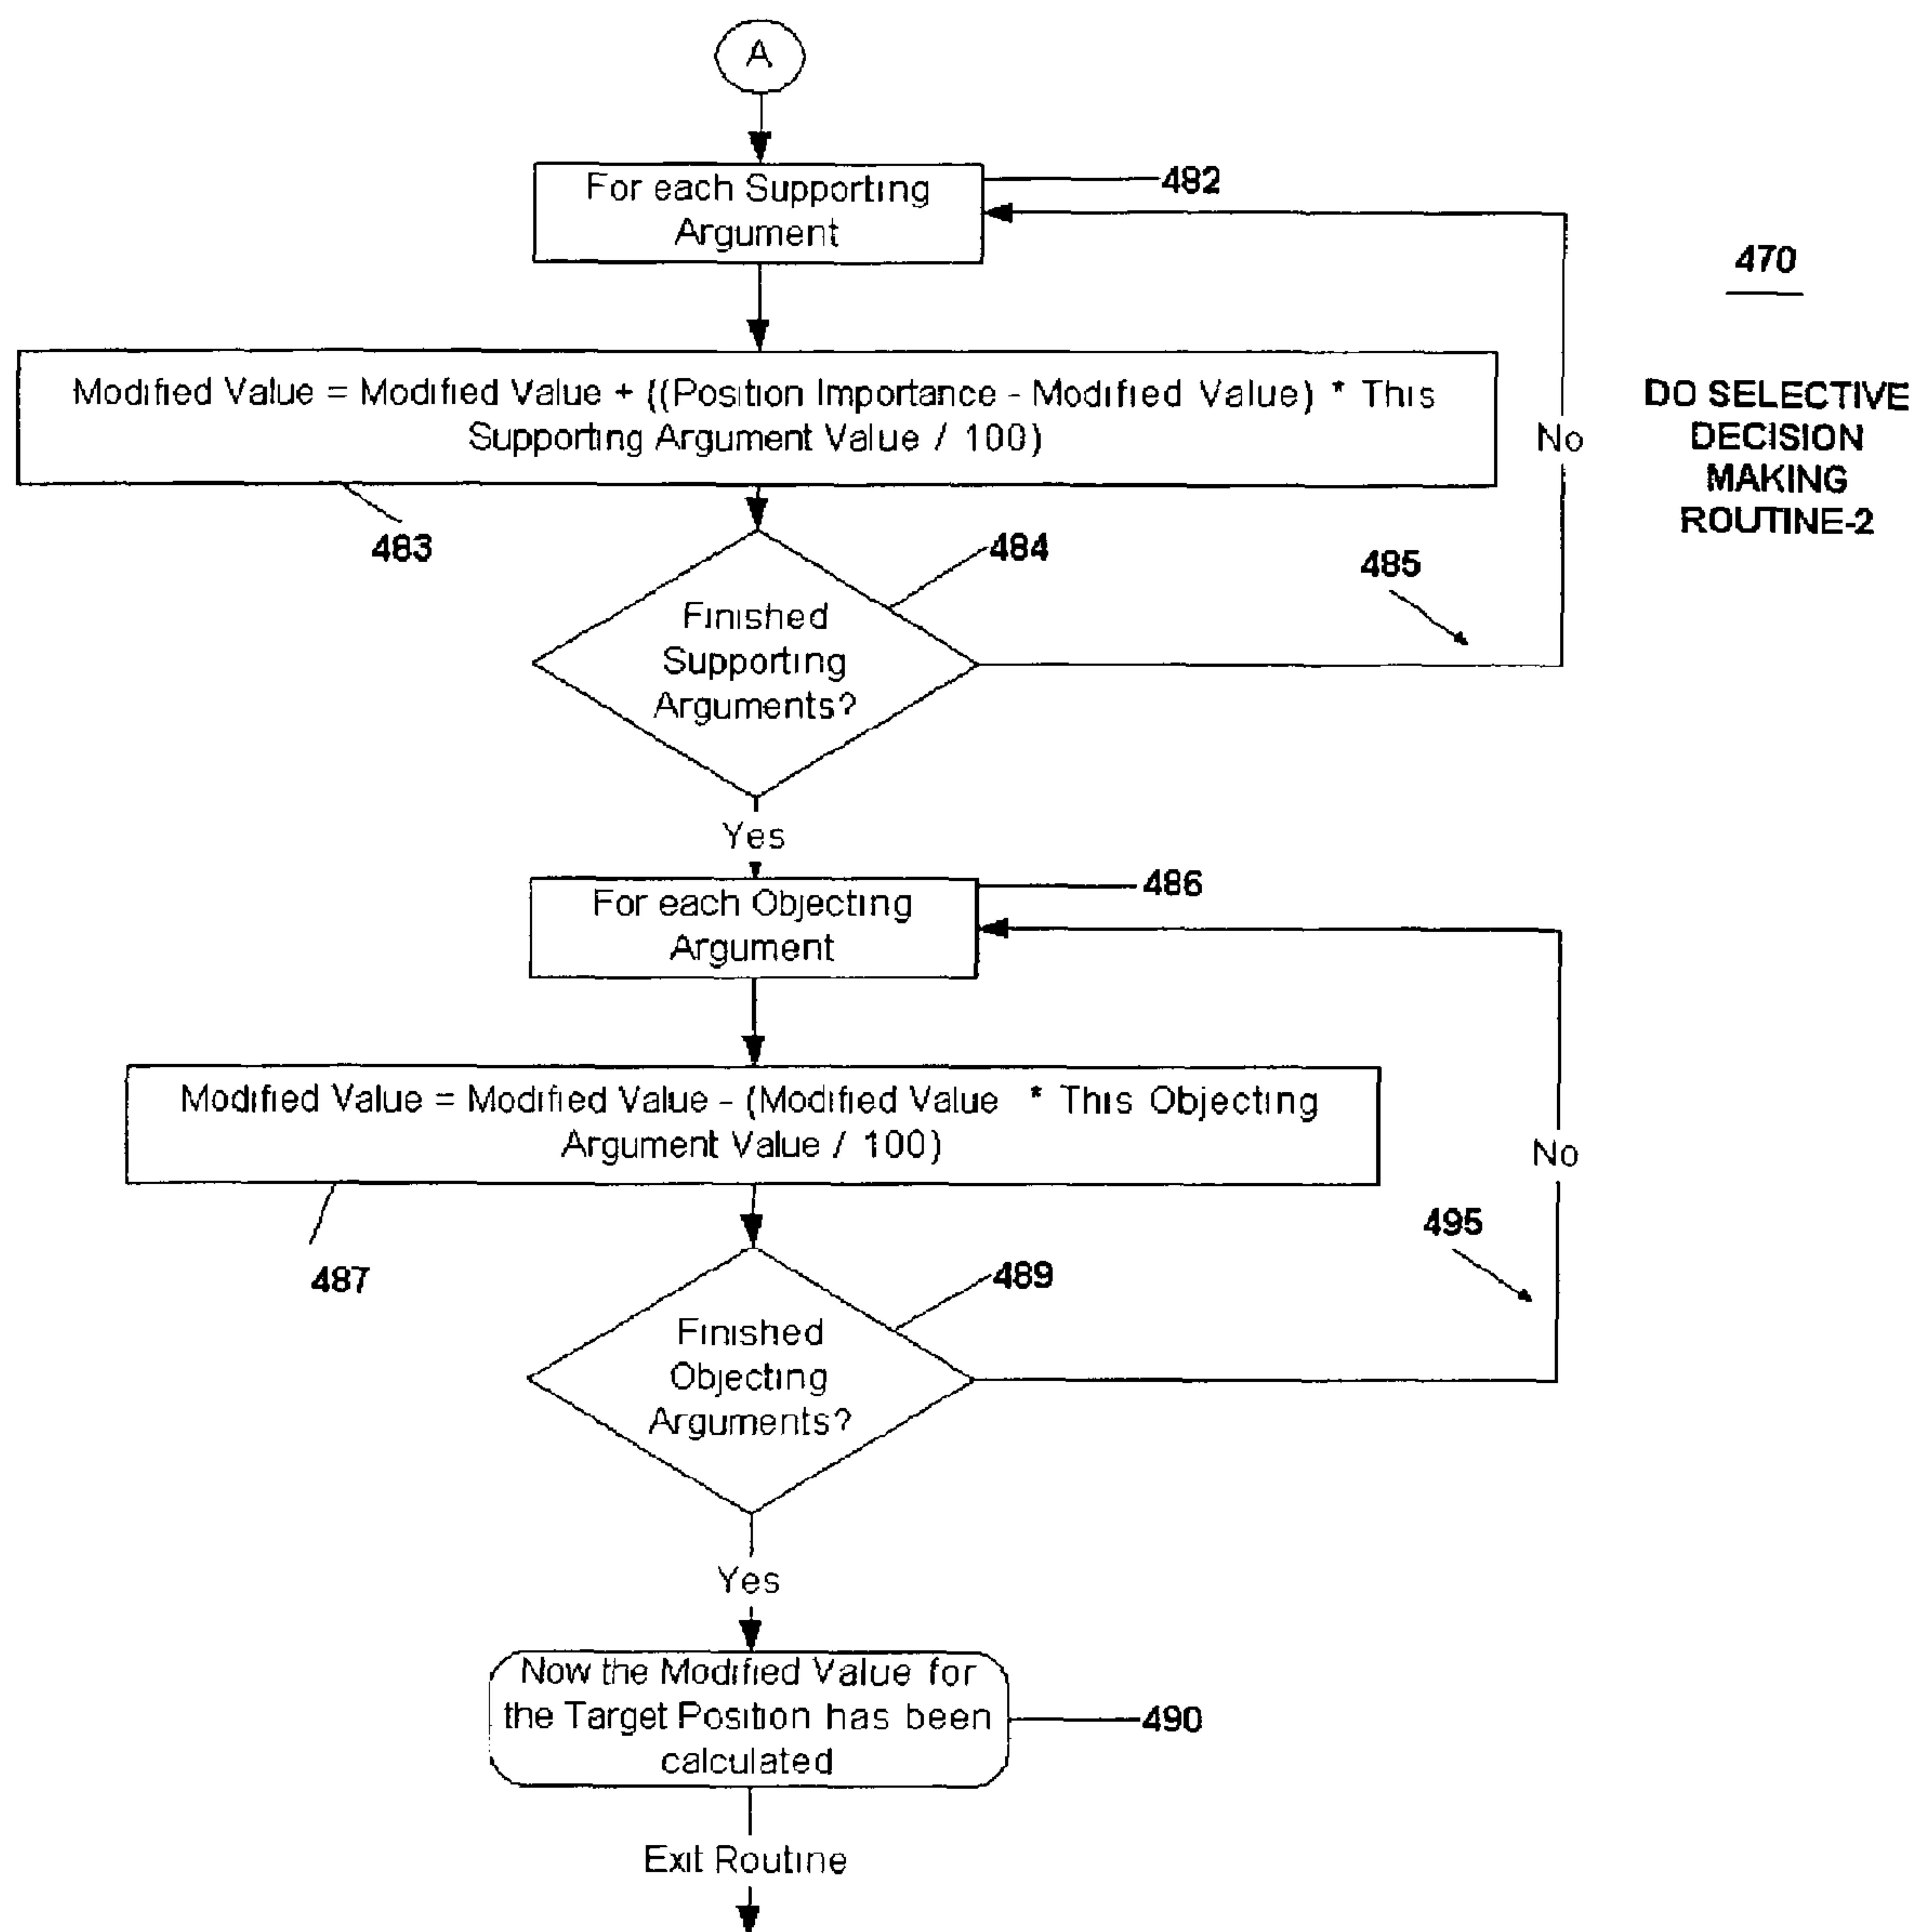 A
For each Supporting
Argument
482
470
Modified Value = Modified Value + ((Position Importance - Modified Value) * This
Supporting Argument Value / 100)
DO SELECTIVE
DECISION
MAKING
ROUTINE-2
No
483
484
485
Finished
Supporting
Arguments?
Yes
For each Objecting
Argument
486
Modified Value = Modified Value - (Modified Value * This Objecting
Argument Value / 100)
No
487
489
495
Finished
Objecting
Arguments?
Yes
Now the Modified Value for
the Target Position has been
calculated
490
Exit Routine